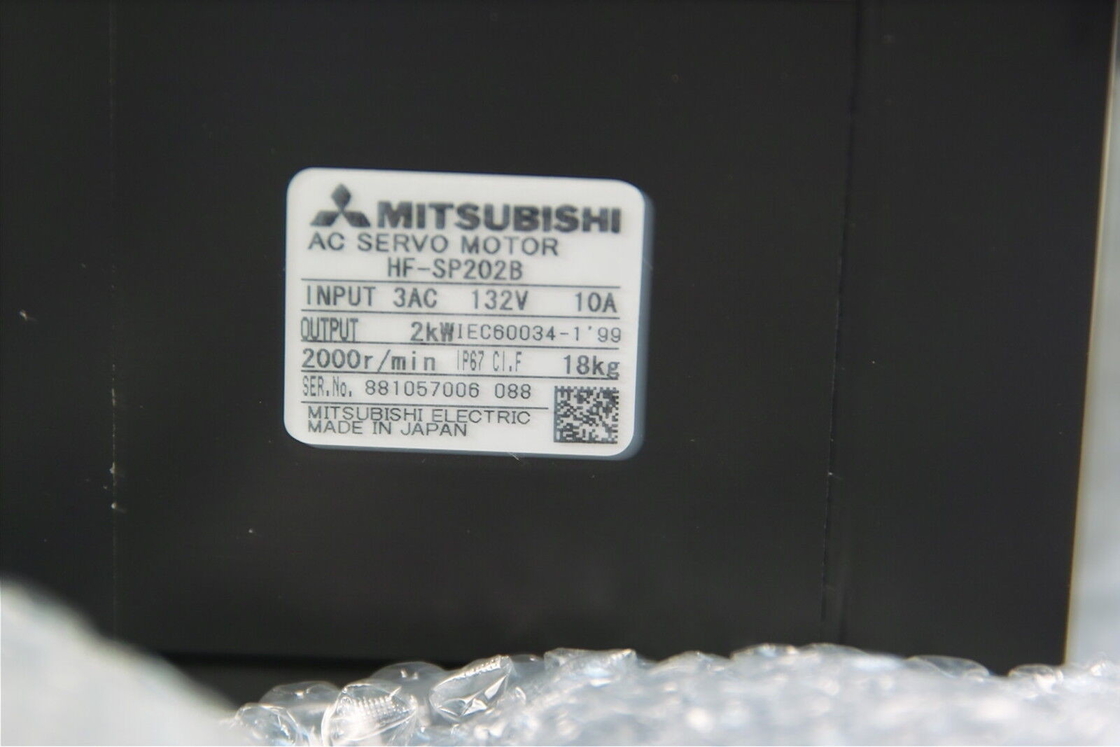 MITSUBISHI
AC SERVO MOTOR
HF-SP202B
INPUT 3AC 132V 10A
OUTPUT 2kW IEC60034-1'99
2000r/min IP67 Cl.F 18kg
SER.No. 881057006 088
MITSUBISHI ELECTRIC
MADE IN JAPAN